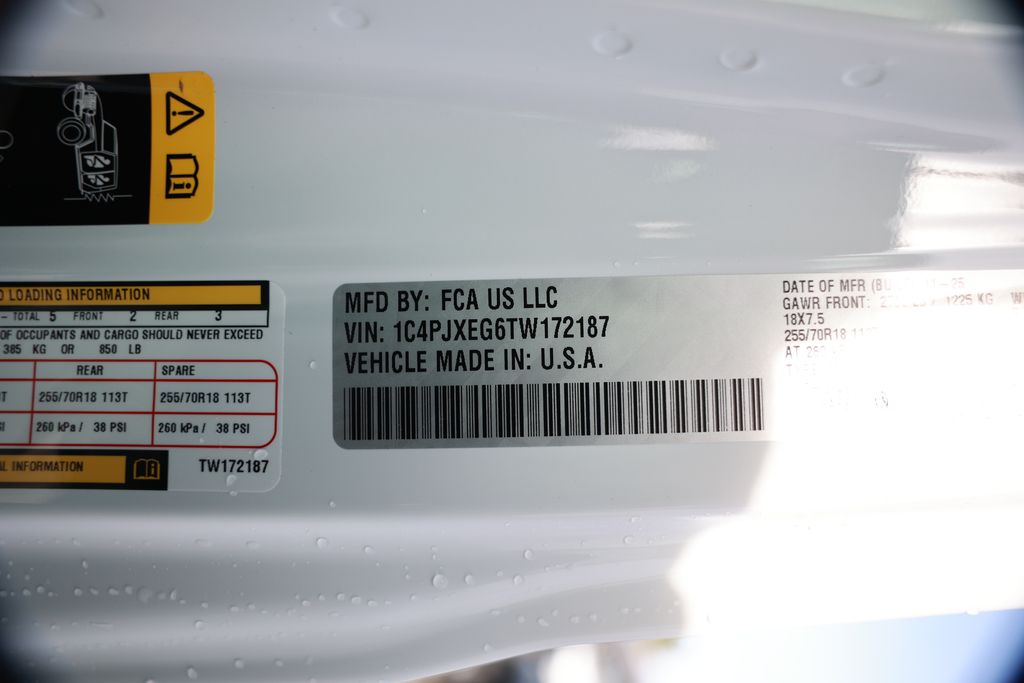 LOADING INFORMATION
TOTAL 5 FRONT 2 REAR 3
OF OCCUPANTS AND CARGO SHOULD NEVER EXCEED
385 KG OR 850 LB
REAR SPARE
255/70R18 113T 255/70R18 113T
260 kPa / 38 PSI 260 kPa / 38 PSI
INFORMATION
TW172187
MFD BY: FCA US LLC
VIN: 1C4PJXEG6TW172187
VEHICLE MADE IN: U.S.A.
DATE OF MFR
GAWR FRONT: 1225 KG
18X7.5
255/70R18
AT